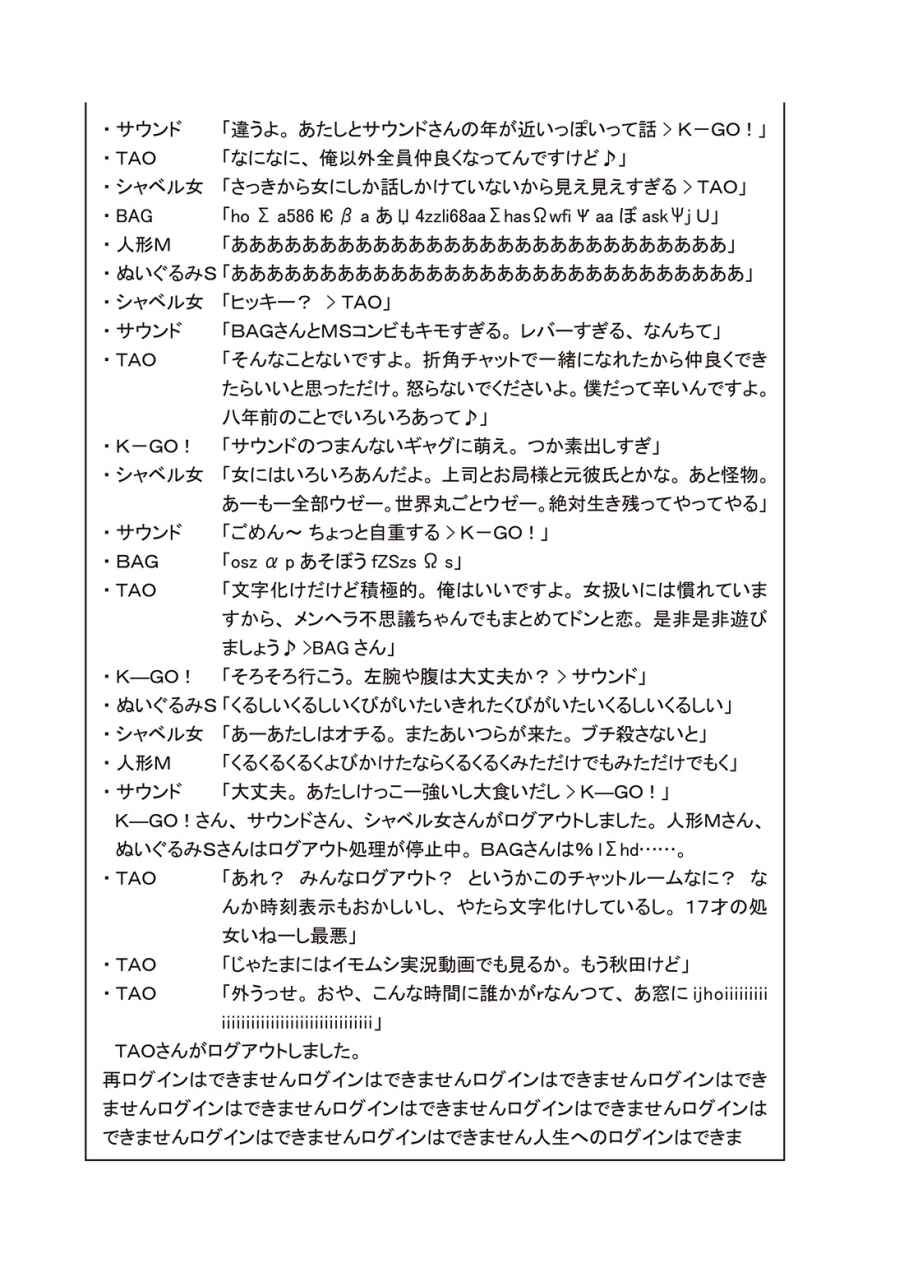 ・サウンド 「違うよ。あたしとサウンドさんの年が近いっぽいって話＞Ｋ－ＧＯ！」
・TAO 「なになに、俺以外全員仲良くなってんですけど♪」
・シャベル女 「さっきから女にしか話しかけていないから見え見えすぎる＞TAO」
・BAG 「ho Σ a586 Ѥ β a あ Џ 4zzli68aaΣhasΩwfi Ψ aa ぼ askΨj U」
・人形Ｍ 「ああああああああああああああああああああああああああああ」
・ぬいぐるみＳ「あああああああああああああああああああああああああああああ」
・シャベル女 「ヒッキー？ ＞TAO」
・サウンド 「ＢＡＧさんとＭＳコンビもキモすぎる。レバーすぎる、なんちて」
・TAO 「そんなことないですよ。折角チャットで一緒になれたから仲良くでき
たらいいと思っただけ。怒らないでくださいよ。僕だって辛いんですよ。
八年前のことでいろいろあって♪」
・Ｋ－ＧＯ！ 「サウンドのつまんないギャグに萌え。つか素出しすぎ」
・シャベル女 「女にはいろいろあんだよ。上司とお局様と元彼氏とかな。あと怪物。
あーもー全部ウゼー。世界丸ごとウゼー。絶対生き残ってやってやる」
・サウンド 「ごめん～ ちょっと自重する＞Ｋ－ＧＯ！」
・ＢＡＧ 「osz α p あそぼう fZSzs Ω s」
・TAO 「文字化けだけど積極的。俺はいいですよ。女扱いには慣れていま
すから、メンヘラ不思議ちゃんでもまとめてドンと恋。是非是非遊び
ましょう♪ >BAG さん」
・Ｋ―ＧＯ！ 「そろそろ行こう。左腕や腹は大丈夫か？＞サウンド」
・ぬいぐるみＳ「くるしいくるしいくびがいたいきれたくびがいたいくるしいくるしい」
・シャベル女 「あーあたしはオチる。またあいつらが来た。ブチ殺さないと」
・人形Ｍ 「くるくるくるくよびかけたならくるくるくみただけでもみただけでもく」
・サウンド 「大丈夫。あたしけっこー強いし大食いだし＞Ｋ―ＧＯ！」
Ｋ―ＧＯ！さん、サウンドさん、シャベル女さんがログアウトしました。人形Ｍさん、
ぬいぐるみＳさんはログアウト処理が停止中。ＢＡＧさんは％ lΣhd……。
・TAO 「あれ？ みんなログアウト？ というかこのチャットルームなに？ な
んか時刻表示もおかしいし、やたら文字化けしているし。１７才の処
女いねーし最悪」
・TAO 「じゃたまにはイモムシ実況動画でも見るか。もう秋田けど」
・TAO 「外うっせ。おや、こんな時間に誰かがrなんつて、あ窓に ijhoiiiiiiiii
iiiiiiiiiiiiiiiiiiiiiiiiiiiiiii」
TAOさんがログアウトしました。
再ログインはできませんログインはできませんログインはできませんログインはでき
ませんログインはできませんログインはできませんログインはできませんログインは
できませんログインはできませんログインはできません人生へのログインはできま